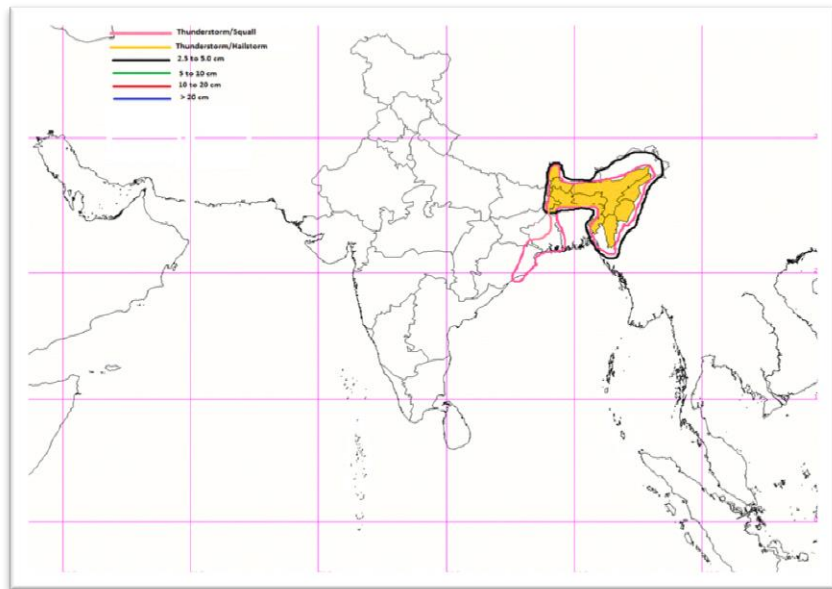 Thunderstorm/Squall
Thunderstorm/Hailstorm
2.5 to 5.0 cm
5 to 10 cm
10 to 20 cm
> 20 cm